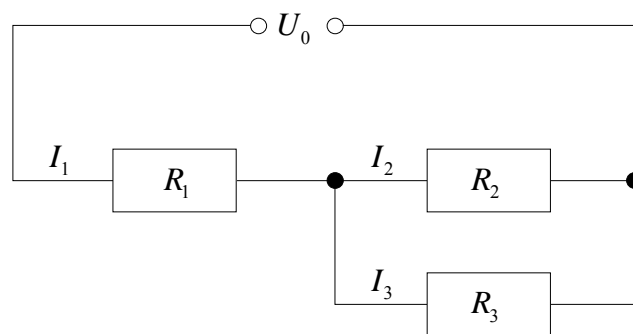 U₀
I₁ R₁ I₂ R₂
I₃ R₃